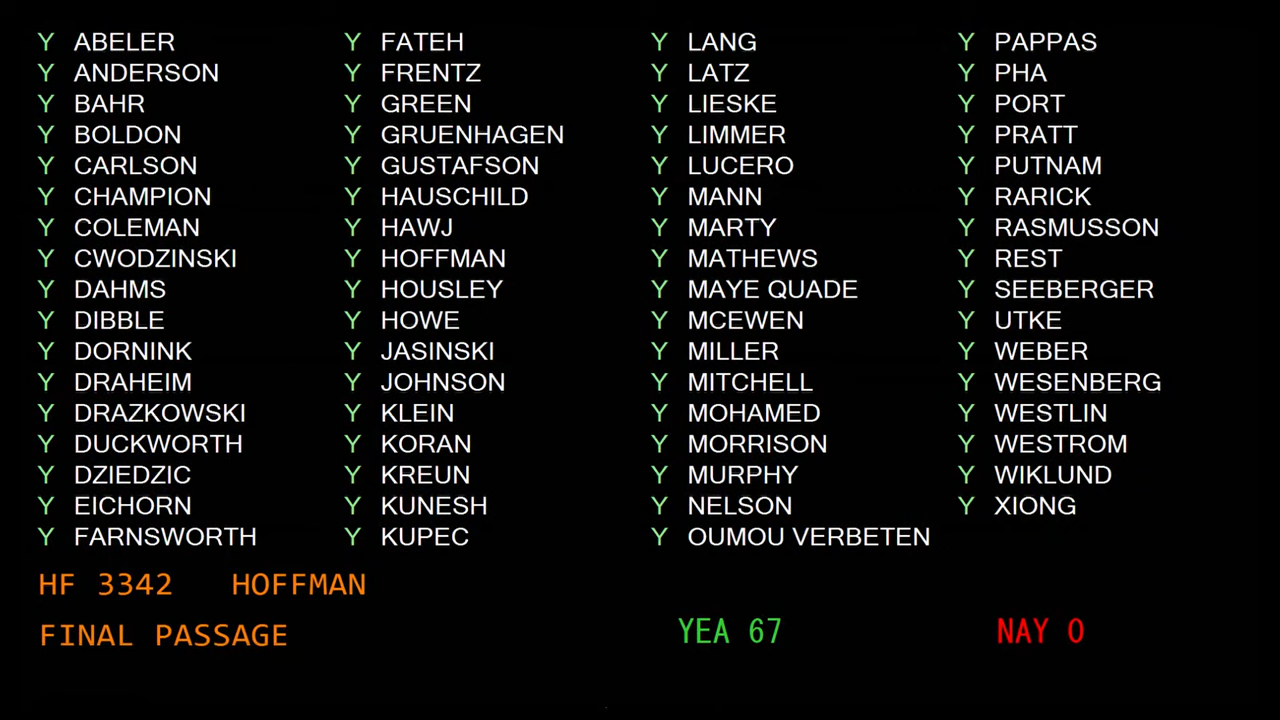 Y ABELER Y FATEH Y LANG Y PAPPAS
Y ANDERSON Y FRENTZ Y LATZ Y PHA
Y BAHR Y GREEN Y LIESKE Y PORT
Y BOLDON Y GRUENHAGEN Y LIMMER Y PRATT
Y CARLSON Y GUSTAFSON Y LUCERO Y PUTNAM
Y CHAMPION Y HAUSCHILD Y MANN Y RARICK
Y COLEMAN Y HAWJ Y MARTY Y RASMUSSON
Y CWODZINSKI Y HOFFMAN Y MATHEWS Y REST
Y DAHMS Y HOUSLEY Y MAYE QUADE Y SEEBERGER
Y DIBBLE Y HOWE Y MCEWEN Y UTKE
Y DORNINK Y JASINSKI Y MILLER Y WEBER
Y DRAHEIM Y JOHNSON Y MITCHELL Y WESENBERG
Y DRAZKOWSKI Y KLEIN Y MOHAMED Y WESTLIN
Y DUCKWORTH Y KORAN Y MORRISON Y WESTROM
Y DZIEDZIC Y KREUN Y MURPHY Y WIKLUND
Y EICHORN Y KUNESH Y NELSON Y XIONG
Y FARNSWORTH Y KUPEC Y OUMOU VERBETEN
HF 3342 HOFFMAN
FINAL PASSAGE YEA 67 NAY 0